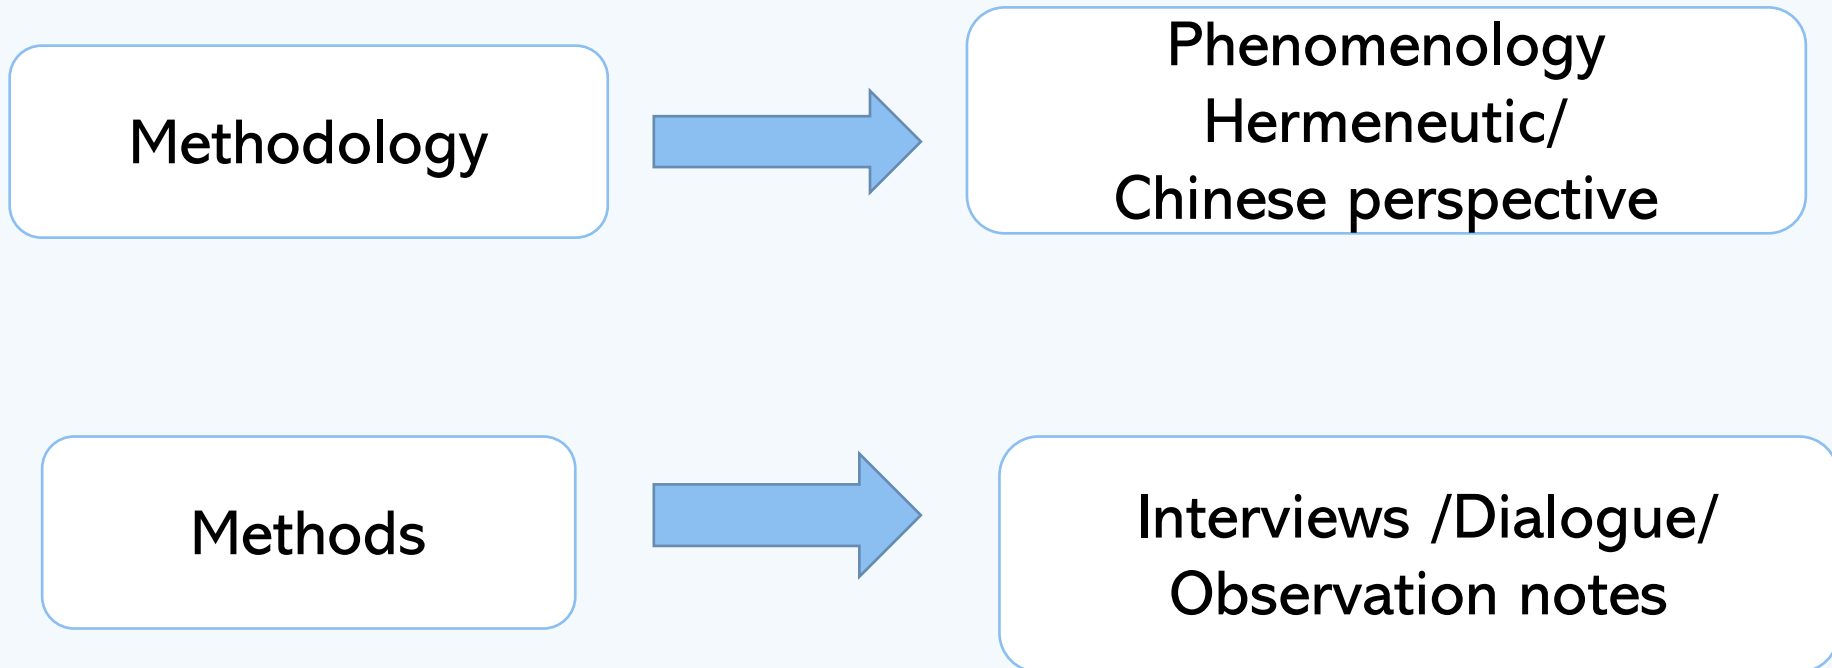 Methodology
Phenomenology
Hermeneutic/
Chinese perspective
Methods
Interviews /Dialogue/
Observation notes